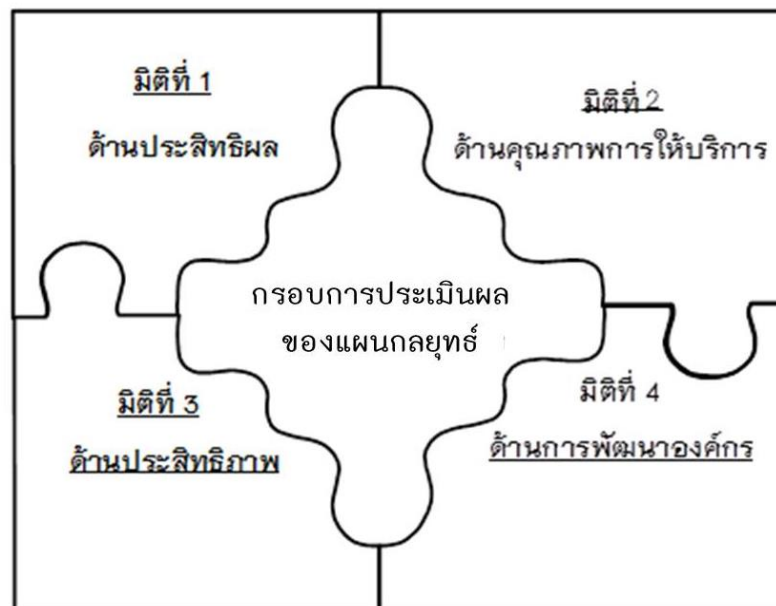 มิติที่ 1
ด้านประสิทธิผล
มิติที่ 2
ด้านคุณภาพการให้บริการ
กรอบการประเมินผล
ของแผนกลยุทธ์
มิติที่ 3
ด้านประสิทธิภาพ
มิติที่ 4
ด้านการพัฒนาองค์กร